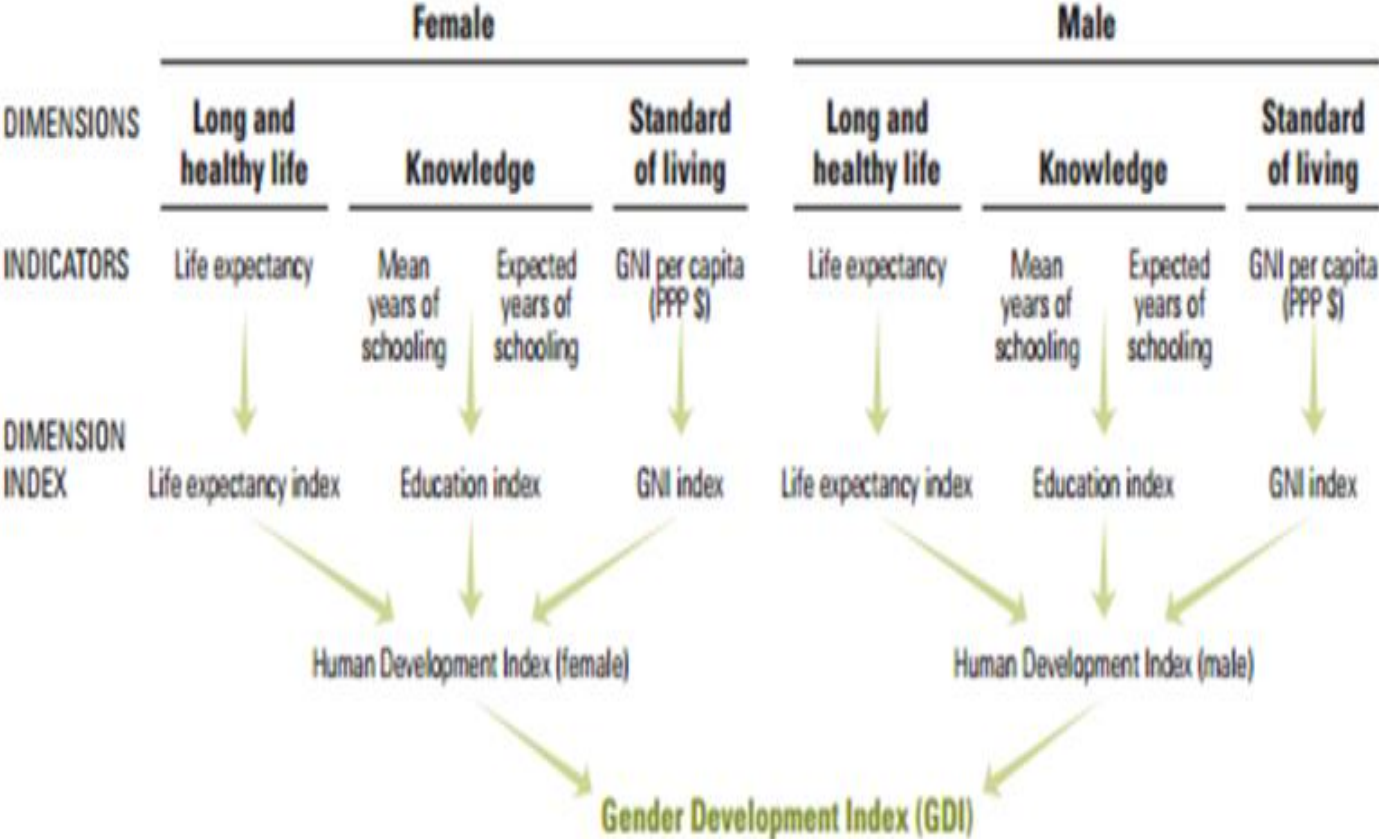 Female Male
DIMENSIONS Long and healthy life Knowledge Standard of living Long and healthy life Knowledge Standard of living
INDICATORS Life expectancy Mean years of schooling Expected years of schooling GNI per capita (PPP $) Life expectancy Mean years of schooling Expected years of schooling GNI per capita (PPP $)
DIMENSION INDEX Life expectancy index Education index GNI index Life expectancy index Education index GNI index
Human Development Index (female) Human Development Index (male)
Gender Development Index (GDI)